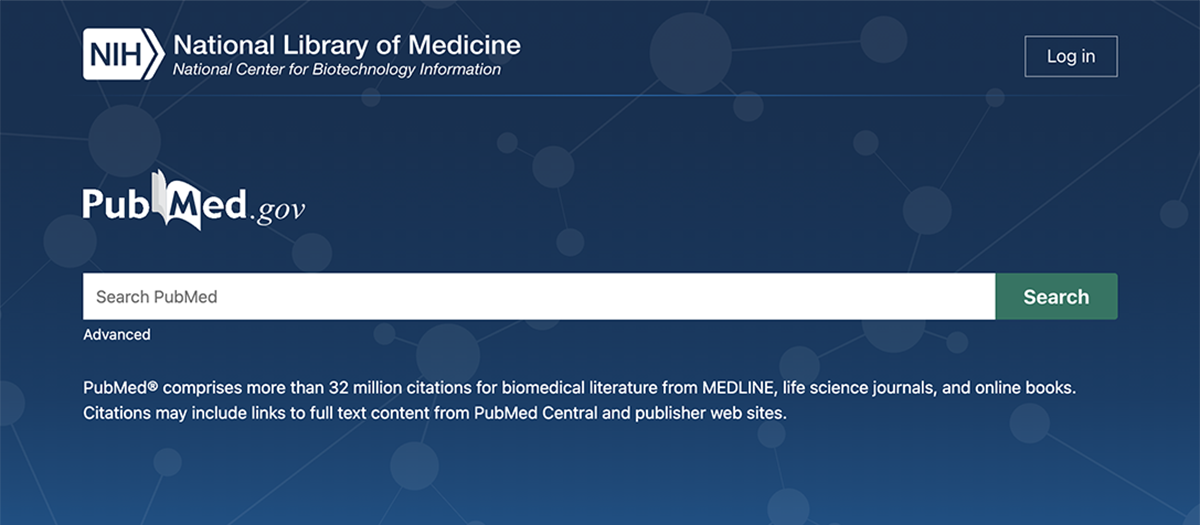 NIH
National Library of Medicine
National Center for Biotechnology Information
Log in
PubMed.gov
Search PubMed
Search
Advanced
PubMed® comprises more than 32 million citations for biomedical literature from MEDLINE, life science journals, and online books.
Citations may include links to full text content from PubMed Central and publisher web sites.